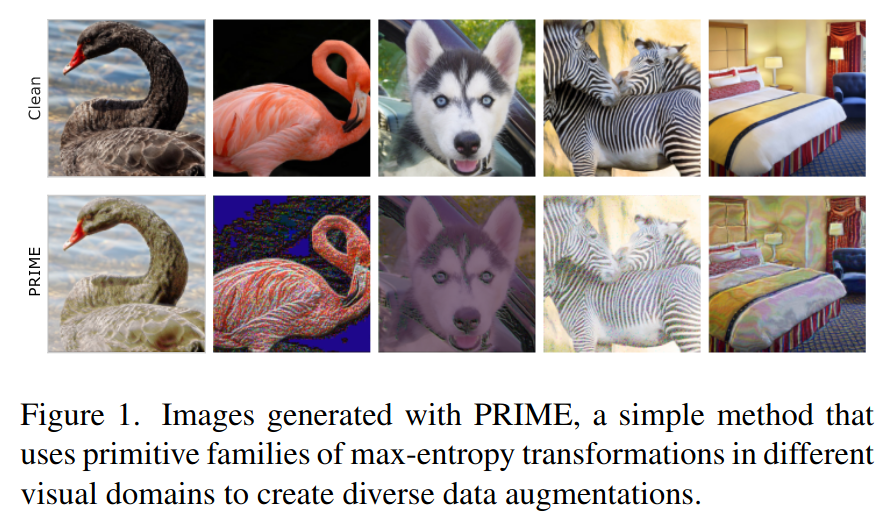 Clean
PRIME
Figure 1. Images generated with PRIME, a simple method that
uses primitive families of max-entropy transformations in different
visual domains to create diverse data augmentations.